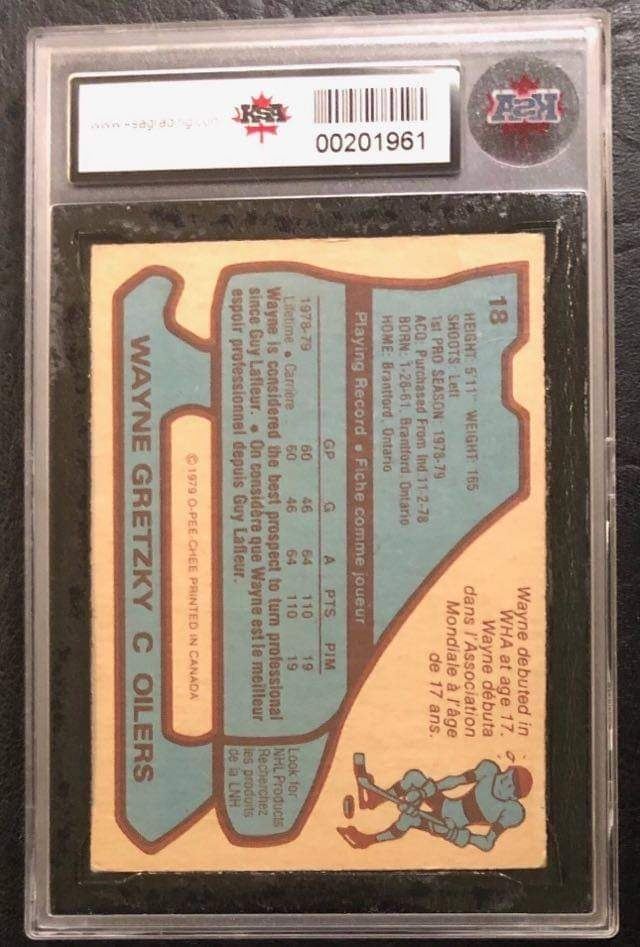 KSA
00201961
KSA
18
HEIGHT: 5'11" WEIGHT: 165
SHOOTS: Left
1st PRO SEASON: 1978-79
ACQ: Purchased From Ind 11-2-78
BORN: 1-26-61, Brantford, Ontario
HOME: Brantford, Ontario
Wayne debuted in
WHA at age 17.
Wayne débuta
dans l'Association
Mondiale à l'âge
de 17 ans.
Playing Record • Fiche comme joueur
GP G A PTS PIM
1978-79 60 46 64 110 19
Lifetime • Carrière 60 46 64 110 19
Wayne is considered the best prospect to turn professional
since Guy Lafleur. • On considère que Wayne est le meilleur
espoir professionnel depuis Guy Lafleur.
Look for
NHL Products
Recherchez
les produits
de la LNH
© 1979 O-PEE-CHEE PRINTED IN CANADA
WAYNE GRETZKY C OILERS